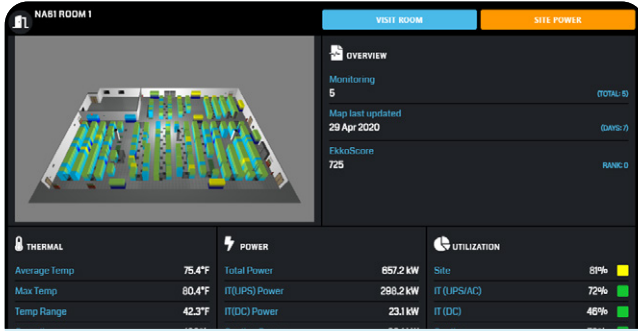 NA61 ROOM 1
VISIT ROOM
SITE POWER
OVERVIEW
Monitoring
5 (TOTAL: 5)
Map last updated
29 Apr 2020 (DAYS: 7)
EkkoScore
725 RANK: 0
THERMAL
Average Temp 75.4°F
Max Temp 80.4°F
Temp Range 42.3°F
POWER
Total Power 657.2 kW
IT(UPS) Power 298.2 kW
IT(DC) Power 23.1 kW
UTILIZATION
Site 81%
IT (UPS/AC) 72%
IT (DC) 46%